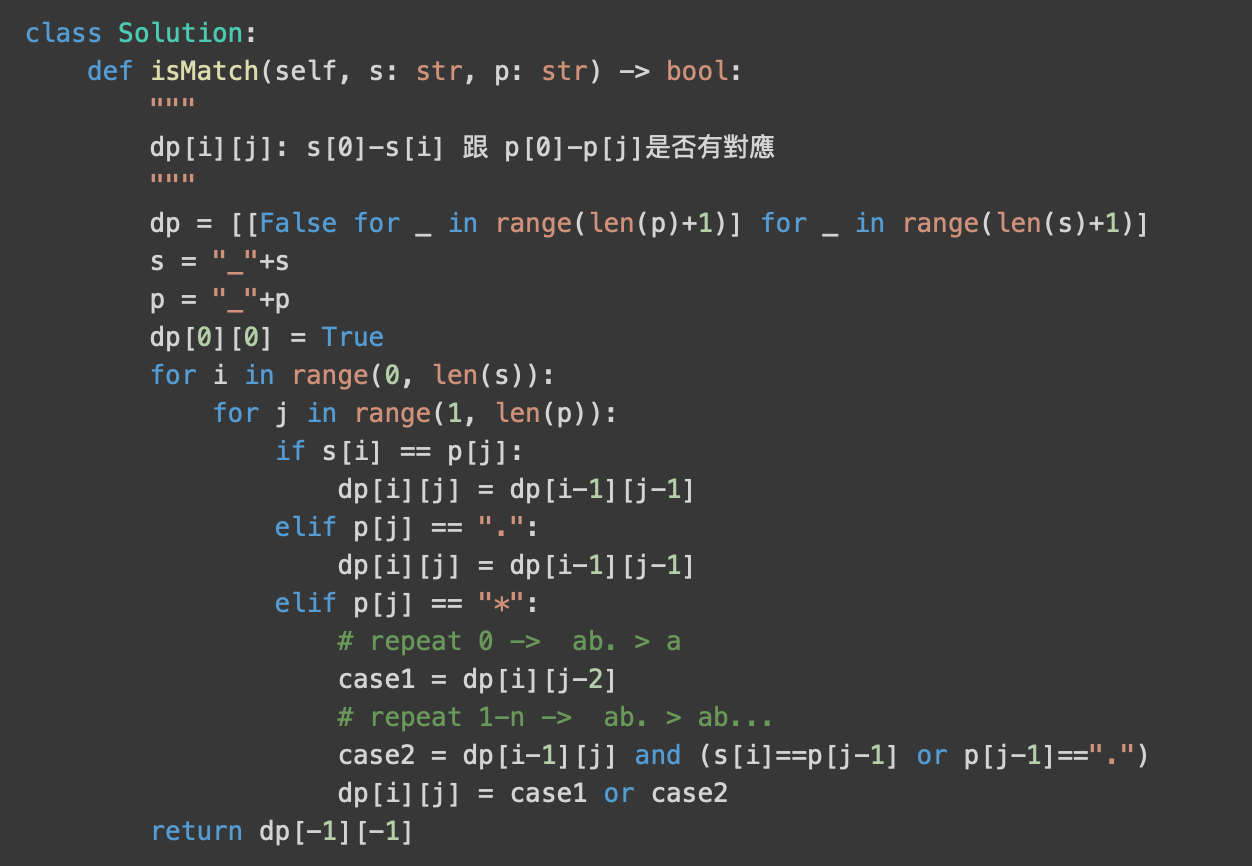 class Solution:
    def isMatch(self, s: str, p: str) -> bool:
        """
        dp[i][j]: s[0]-s[i] 跟 p[0]-p[j]是否有對應
        """
        dp = [[False for _ in range(len(p)+1)] for _ in range(len(s)+1)]
        s = "_"+s
        p = "_"+p
        dp[0][0] = True
        for i in range(0, len(s)):
            for j in range(1, len(p)):
                if s[i] == p[j]:
                    dp[i][j] = dp[i-1][j-1]
                elif p[j] == ".":
                    dp[i][j] = dp[i-1][j-1]
                elif p[j] == "*":
                    # repeat 0 ->  ab. > a
                    case1 = dp[i][j-2]
                    # repeat 1-n ->  ab. > ab...
                    case2 = dp[i-1][j] and (s[i]==p[j-1] or p[j-1]==".")
                    dp[i][j] = case1 or case2
        return dp[-1][-1]